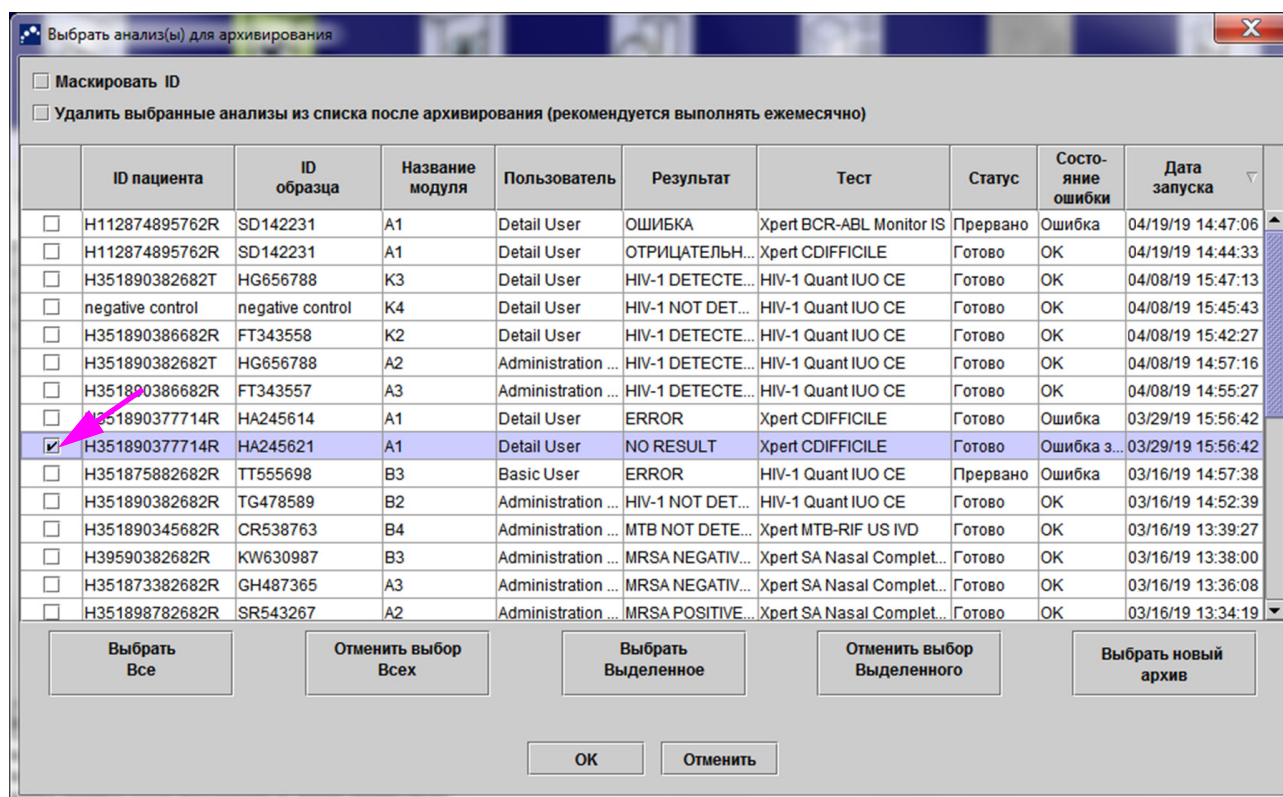 Выбрать анализ(ы) для архивирования
Маскировать ID
Удалить выбранные анализы из списка после архивирования (рекомендуется выполнять ежемесячно)
ID пациента ID образца Название модуля Пользователь Результат Тест Статус Состо-яние ошибки Дата запуска
H112874895762R SD142231 A1 Detail User ОШИБКА Xpert BCR-ABL Monitor IS Прервано Ошибка 04/19/19 14:47:06
H112874895762R SD142231 A1 Detail User ОТРИЦАТЕЛЬН... Xpert CDIFFICILE Готово OK 04/19/19 14:44:33
H351890382682T HG656788 K3 Detail User HIV-1 DETECTE... HIV-1 Quant IUO CE Готово OK 04/08/19 15:47:13
negative control negative control K4 Detail User HIV-1 NOT DET... HIV-1 Quant IUO CE Готово OK 04/08/19 15:45:43
H351890386682R FT343558 K2 Detail User HIV-1 DETECTE... HIV-1 Quant IUO CE Готово OK 04/08/19 15:42:27
H351890382682T HG656788 A2 Administration ... HIV-1 DETECTE... HIV-1 Quant IUO CE Готово OK 04/08/19 14:57:16
H351890386682R FT343557 A3 Administration ... HIV-1 DETECTE... HIV-1 Quant IUO CE Готово OK 04/08/19 14:55:27
H351890377714R HA245614 A1 Detail User ERROR Xpert CDIFFICILE Готово Ошибка 03/29/19 15:56:42
H351890377714R HA245621 A1 Detail User NO RESULT Xpert CDIFFICILE Готово Ошибка з... 03/29/19 15:56:42
H351875882682R TT555698 B3 Basic User ERROR HIV-1 Quant IUO CE Прервано Ошибка 03/16/19 14:57:38
H351890382682R TG478589 B2 Administration ... HIV-1 NOT DET... HIV-1 Quant IUO CE Готово OK 03/16/19 14:52:39
H351890345682R CR538763 B4 Administration ... MTB NOT DETE... Xpert MTB-RIF US IVD Готово OK 03/16/19 13:39:27
H39590382682R KW630987 B3 Administration ... MRSA NEGATIV... Xpert SA Nasal Complet... Готово OK 03/16/19 13:38:00
H351873382682R GH487365 A3 Administration ... MRSA NEGATIV... Xpert SA Nasal Complet... Готово OK 03/16/19 13:36:08
H351898782682R SR543267 A2 Administration ... MRSA POSITIVE... Xpert SA Nasal Complet... Готово OK 03/16/19 13:34:19
Выбрать Все Отменить выбор Всех Выбрать Выделенное Отменить выбор Выделенного Выбрать новый архив
OK Отменить